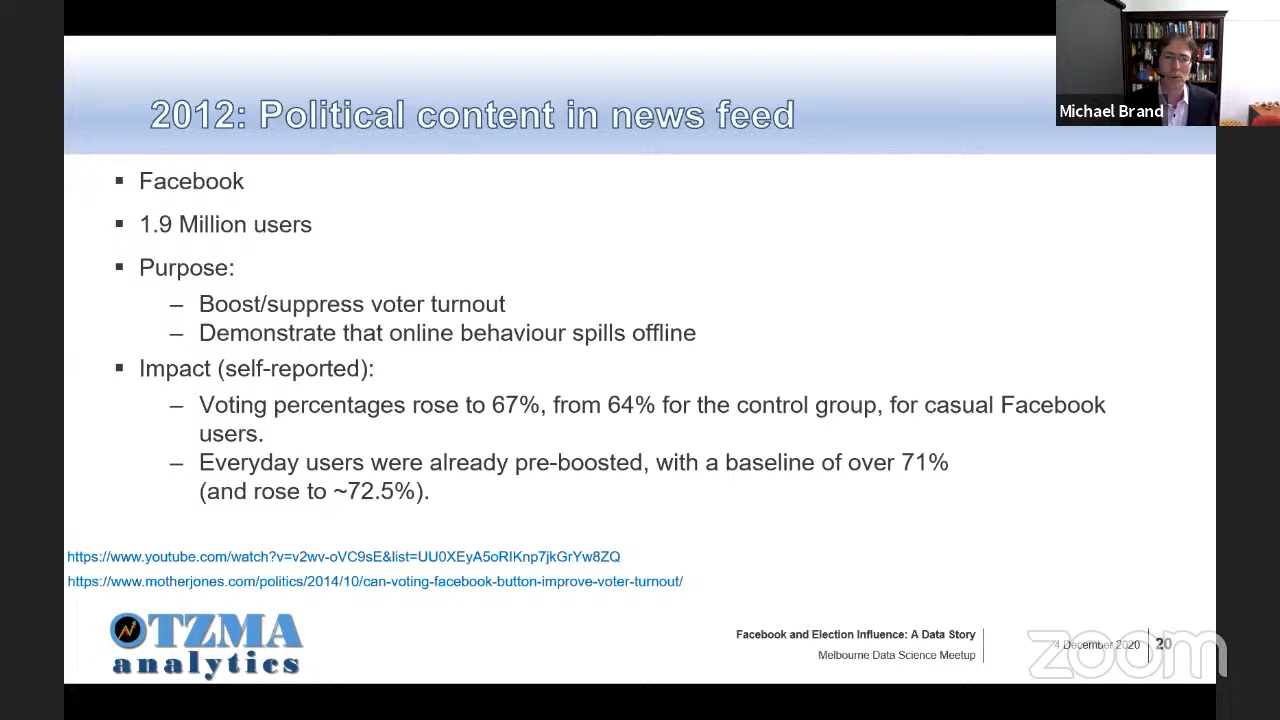 2012: Political content in news feed
Michael Brand
Facebook
1.9 Million users
Purpose:
– Boost/suppress voter turnout
– Demonstrate that online behaviour spills offline
Impact (self-reported):
– Voting percentages rose to 67%, from 64% for the control group, for casual Facebook
users.
– Everyday users were already pre-boosted, with a baseline of over 71%
(and rose to ~72.5%).
https://www.youtube.com/watch?v=v2wv-oVC9sE&list=UU0XEyA5oRIKnp7jkGrYw8ZQ
https://www.motherjones.com/politics/2014/10/can-voting-facebook-button-improve-voter-turnout/
OTZMA
analytics
Facebook and Election Influence: A Data Story
Melbourne Data Science Meetup
4 December 2020
20
zoom